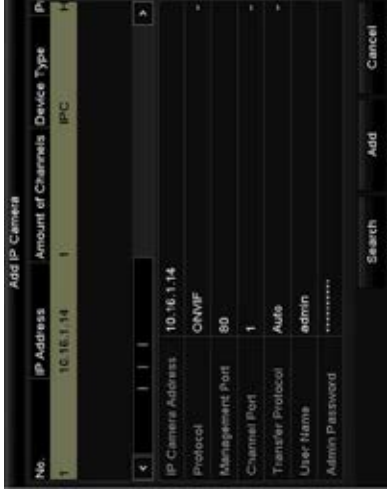 Add IP Camera
No. IP Address Amount of Channels Device Type
1 10.16.1.14 1 IPC
IP Camera Address 10.16.1.14
Protocol ONVIF
Management Port 80
Channel Port 1
Transfer Protocol Auto
User Name admin
Admin Password **********
Search Add Cancel